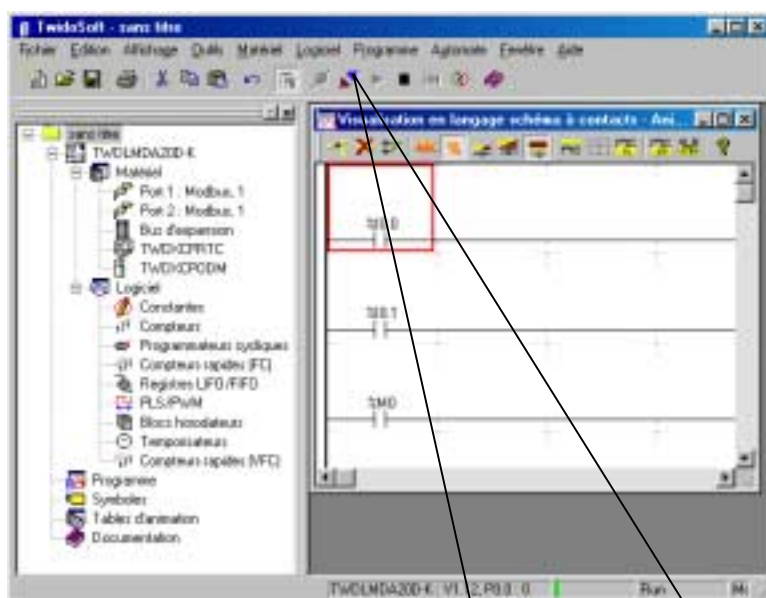 TwidoSoft - sans titre
Fichier Edition Affichage Outils Matériel Logiciel Programme Automate Fenêtre Aide
sans titre
TWDLMDA20D-K
Matériel
Port 1 : Modbus, 1
Port 2 : Modbus, 1
Bus d'expansion
TWDXCPRTC
TWDXCPODM
Logiciel
Constantes
Compteurs
Programmateurs cycliques
Compteurs rapides (FC)
Registres LIFO/FIFO
PLS/PWM
Blocs horodateurs
Temporisateurs
Compteurs rapides (VFC)
Programme
Symboles
Tables d'animation
Documentation
Visualisation en langage schéma à contacts - Ani...
%I0.0
%I0.1
%M0
TWDLMDA20D-K Run